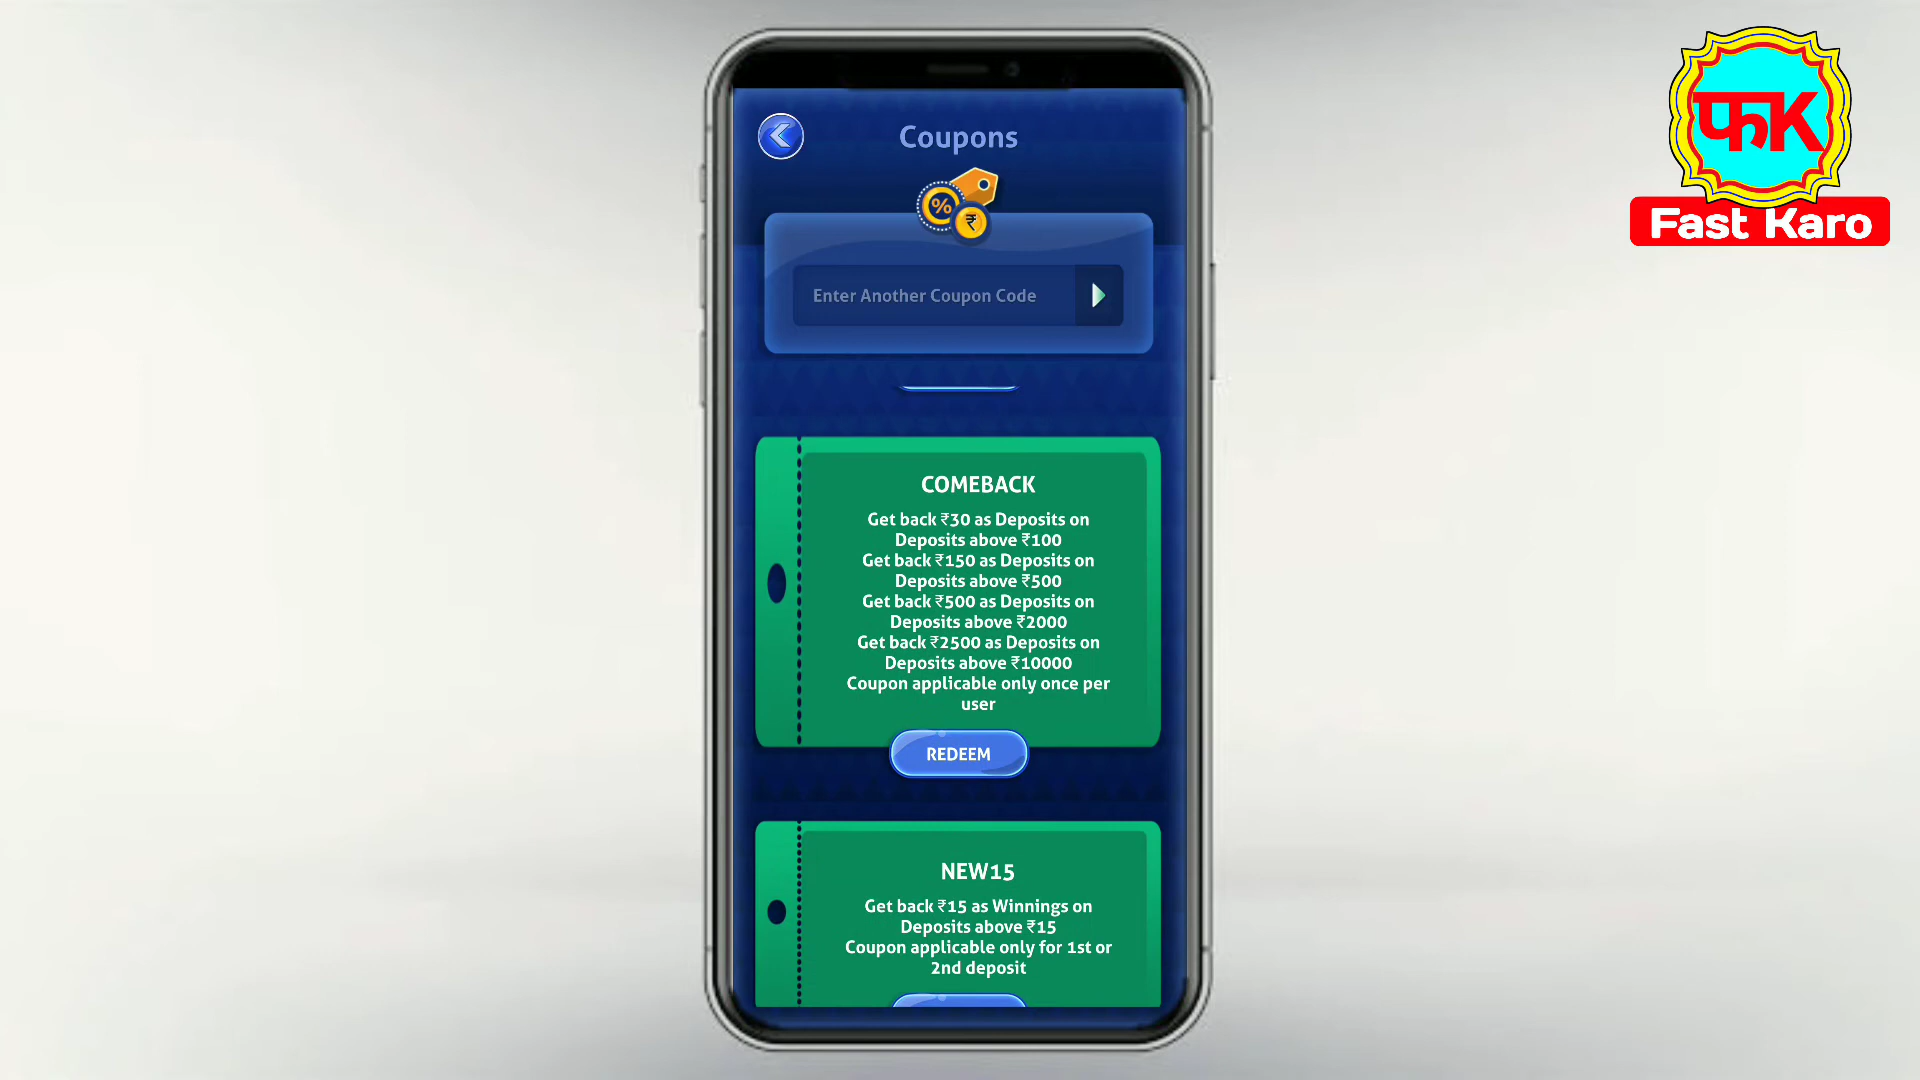 Coupons
%
₹
Enter Another Coupon Code
COMEBACK
Get back ₹30 as Deposits on
Deposits above ₹100
Get back ₹150 as Deposits on
Deposits above ₹500
Get back ₹500 as Deposits on
Deposits above ₹2000
Get back ₹2500 as Deposits on
Deposits above ₹10000
Coupon applicable only once per
user
REDEEM
NEW15
Get back ₹15 as Winnings on
Deposits above ₹15
Coupon applicable only for 1st or
2nd deposit
फK
Fast Karo